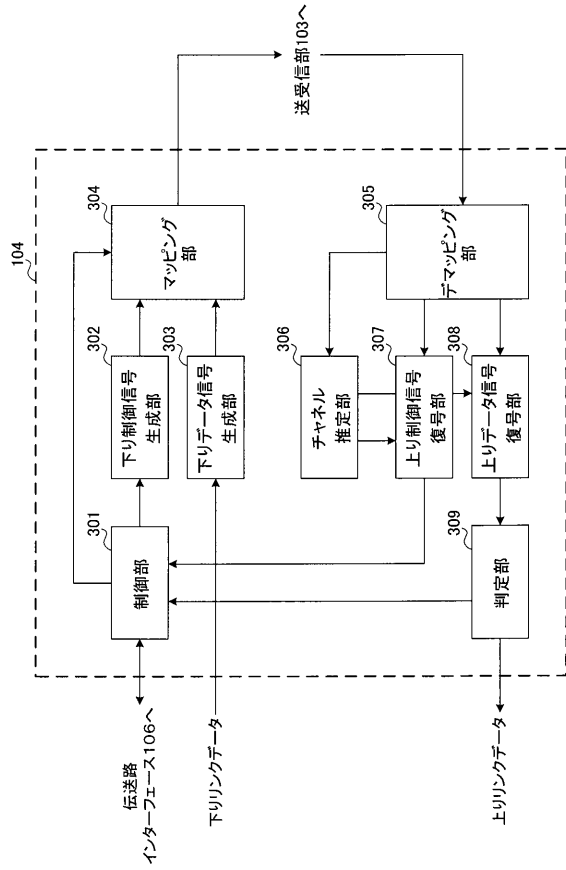 104
伝送路
インターフェース106へ
301
制御部
302
下り制御信号
生成部
304
マッピング
部
送受信部103へ
下りリンクデータ
303
下りデータ信号
生成部
306
チャネル
推定部
305
デマッピング
部
307
上り制御信号
復号部
308
上りデータ信号
復号部
309
判定部
上りリンクデータ